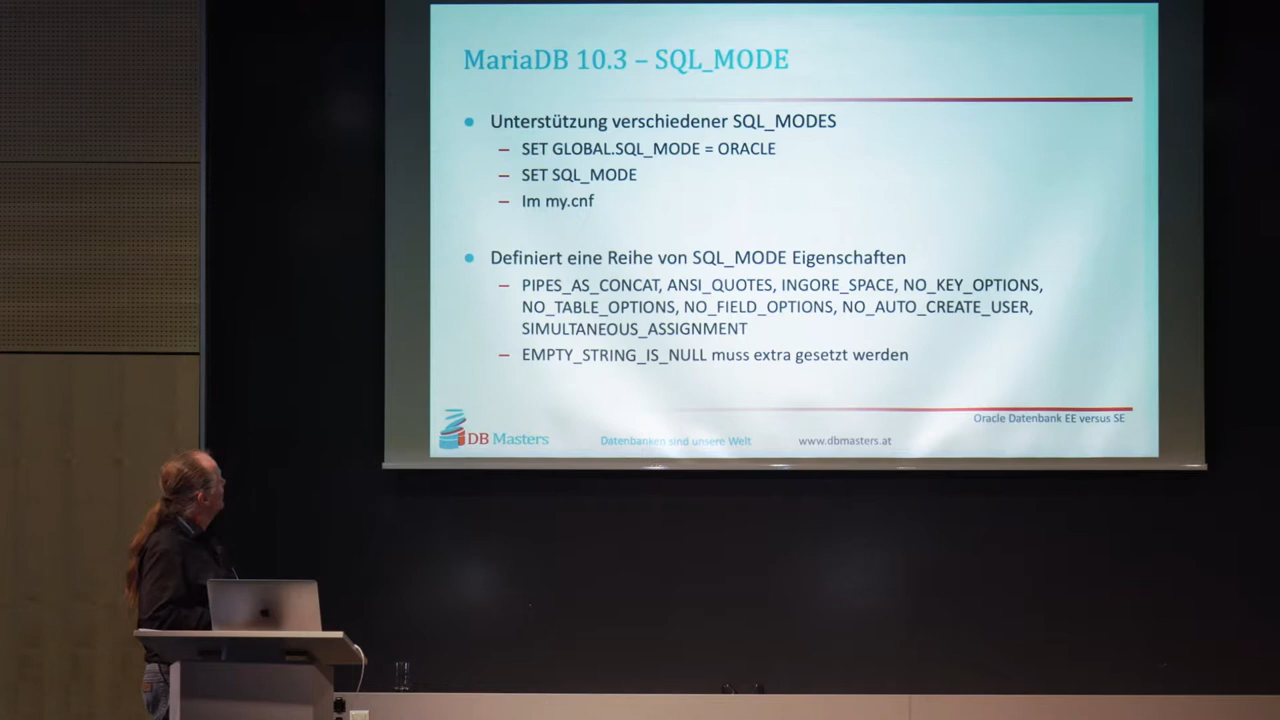 MariaDB 10.3 – SQL_MODE
● Unterstützung verschiedener SQL_MODES
– SET GLOBAL.SQL_MODE = ORACLE
– SET SQL_MODE
– Im my.cnf
● Definiert eine Reihe von SQL_MODE Eigenschaften
– PIPES_AS_CONCAT, ANSI_QUOTES, INGORE_SPACE, NO_KEY_OPTIONS,
NO_TABLE_OPTIONS, NO_FIELD_OPTIONS, NO_AUTO_CREATE_USER,
SIMULTANEOUS_ASSIGNMENT
– EMPTY_STRING_IS_NULL muss extra gesetzt werden
Oracle Datenbank EE versus SE
DB Masters
Datenbanken sind unsere Welt
www.dbmasters.at